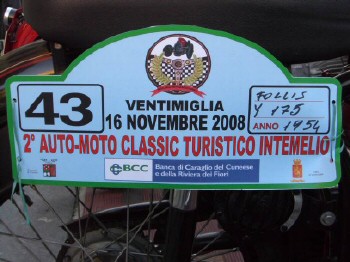 43
VENTIMIGLIA
16 NOVEMBRE 2008
FOLLIS
Y 175
ANNO 1954
2° AUTO-MOTO CLASSIC TURISTICO INTEMELIO
BCC
Banca di Caraglio del Cuneese
e della Riviera dei Fiori